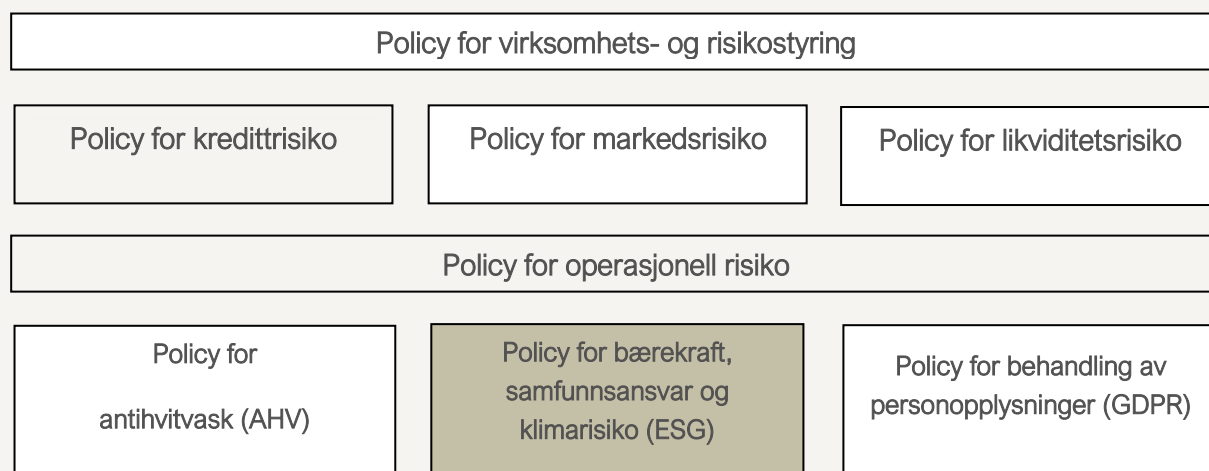 Policy for virksomhets- og risikostyring
Policy for kredittrisiko
Policy for markedsrisiko
Policy for likviditetsrisiko
Policy for operasjonell risiko
Policy for
antihvitvask (AHV)
Policy for bærekraft,
samfunnsansvar og
klimarisiko (ESG)
Policy for behandling av
personopplysninger (GDPR)